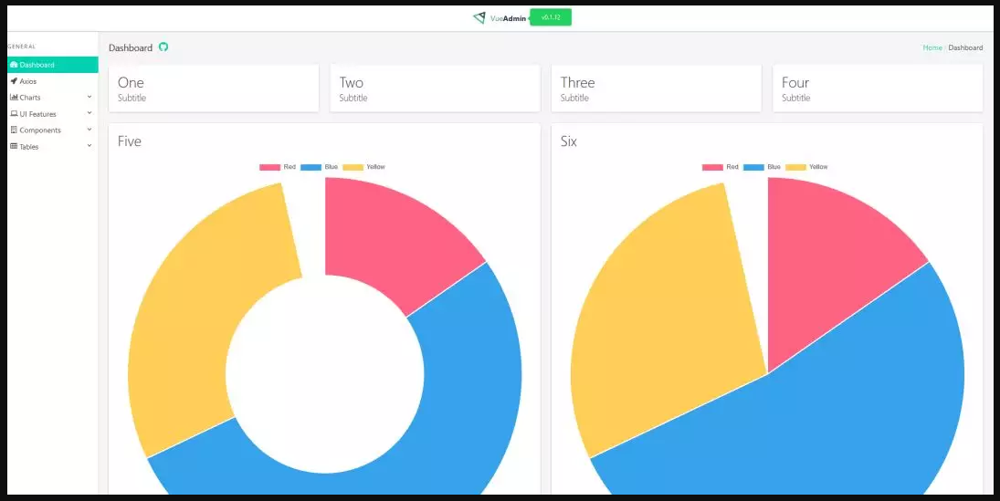 VueAdmin v0.1.12
GENERAL
Dashboard
Axios
Charts
UI Features
Components
Tables
Dashboard
Home / Dashboard
One
Subtitle
Two
Subtitle
Three
Subtitle
Four
Subtitle
Five
Red Blue Yellow
Six
Red Blue Yellow